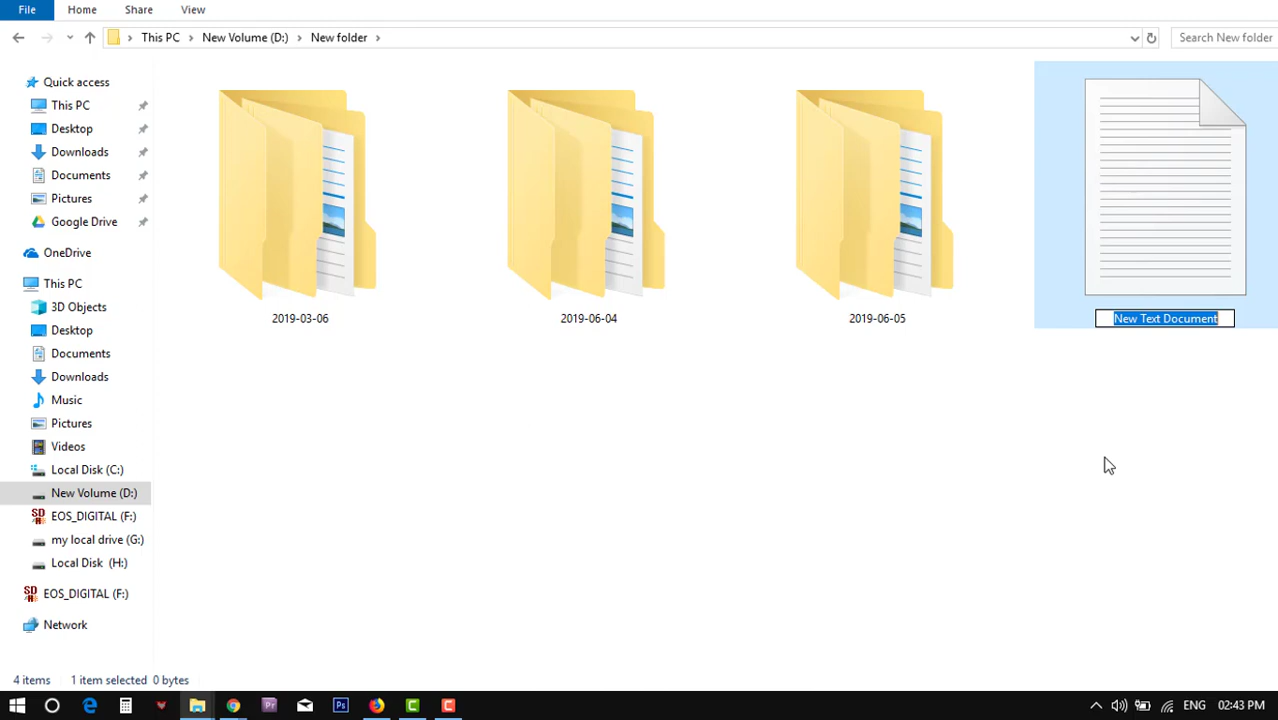 File Home Share View
This PC New Volume (D:) New folder Search New folder
Quick access
This PC
Desktop
Downloads
Documents
Pictures
Google Drive
OneDrive
This PC
3D Objects
Desktop
Documents
Downloads
Music
Pictures
Videos
Local Disk (C:)
New Volume (D:)
EOS_DIGITAL (F:)
my local drive (G:)
Local Disk (H:)
EOS_DIGITAL (F:)
Network
2019-03-06 2019-06-04 2019-06-05 New Text Document
4 items 1 item selected 0 bytes
Pr Ps C C ENG 02:43 PM